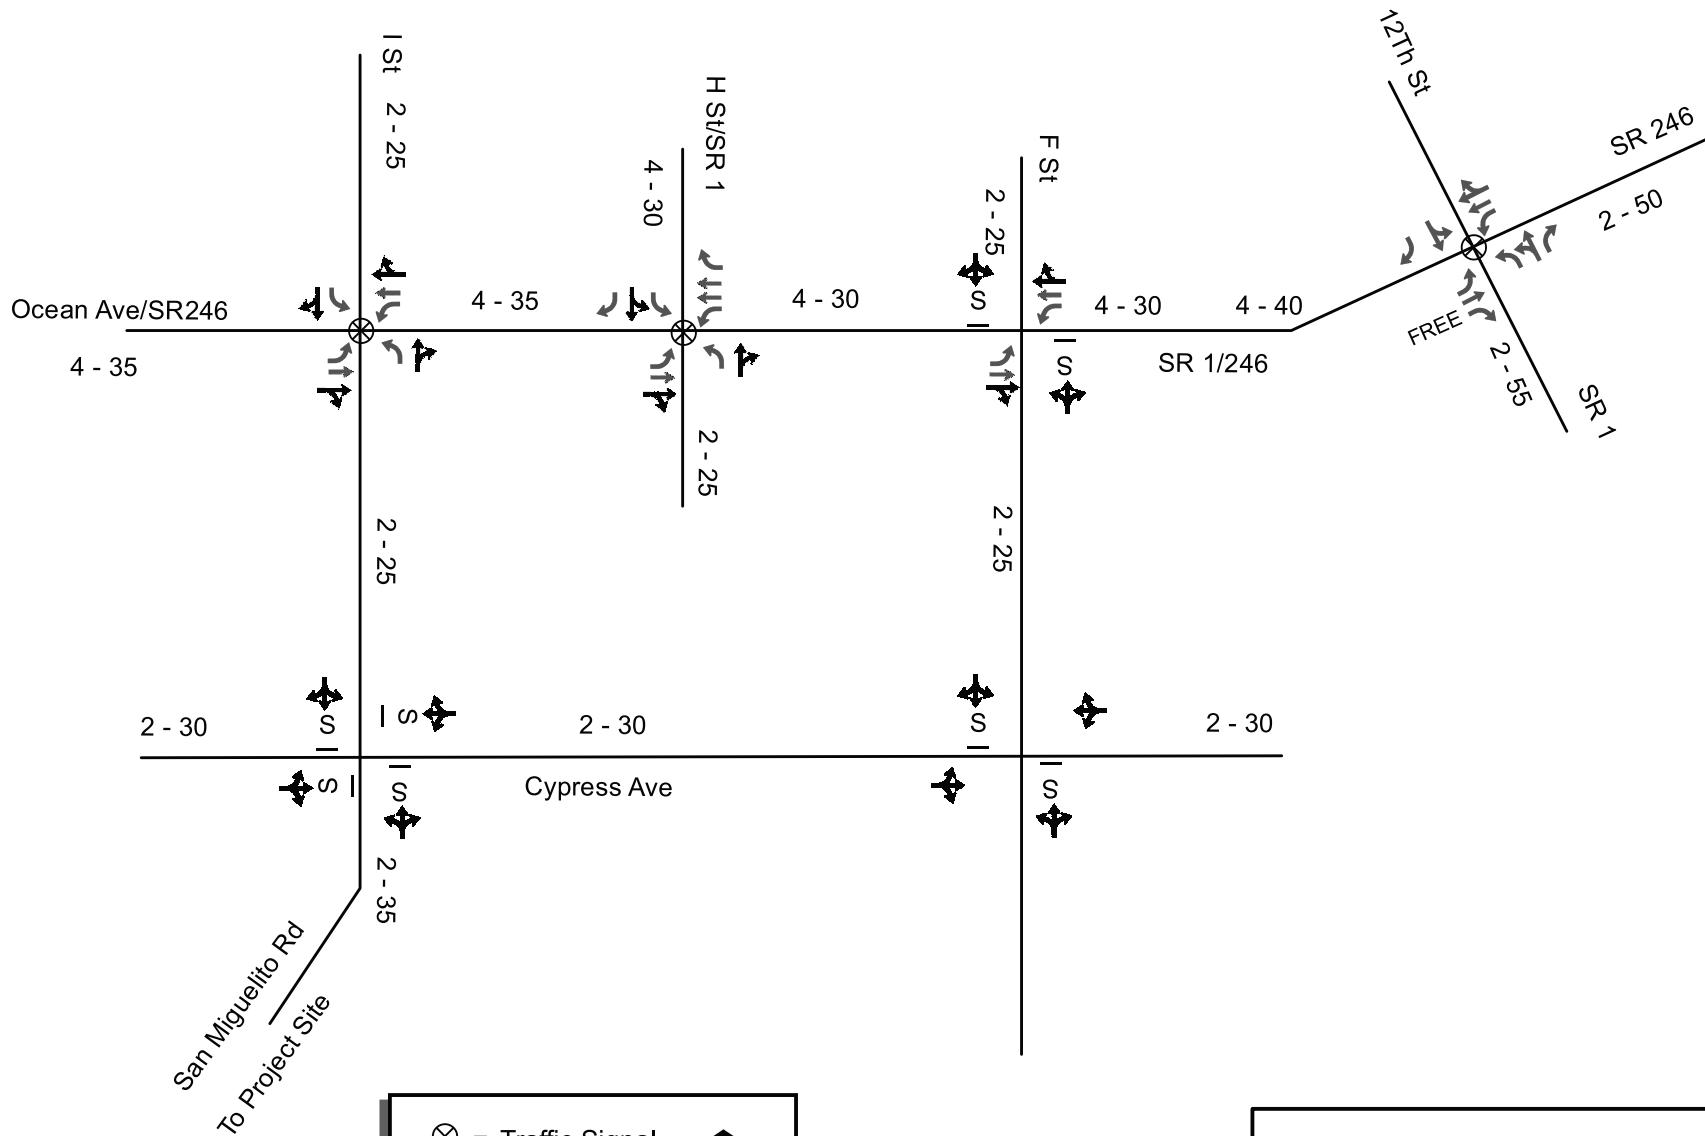 12Th St
I St 2 - 25
H St/SR 1
SR 246
4 - 30
F St
2 - 25
2 - 50
Ocean Ave/SR246
4 - 35
4 - 30
S
4 - 30
4 - 40
FREE
2 - 55
SR 1
4 - 35
S
SR 1/246
2 - 25
2 - 25
2 - 25
2 - 30
S
S
2 - 30
S
2 - 30
S
S
Cypress Ave
S
2 - 35
San Miguelito Rd
To Project Site
= Traffic Signal